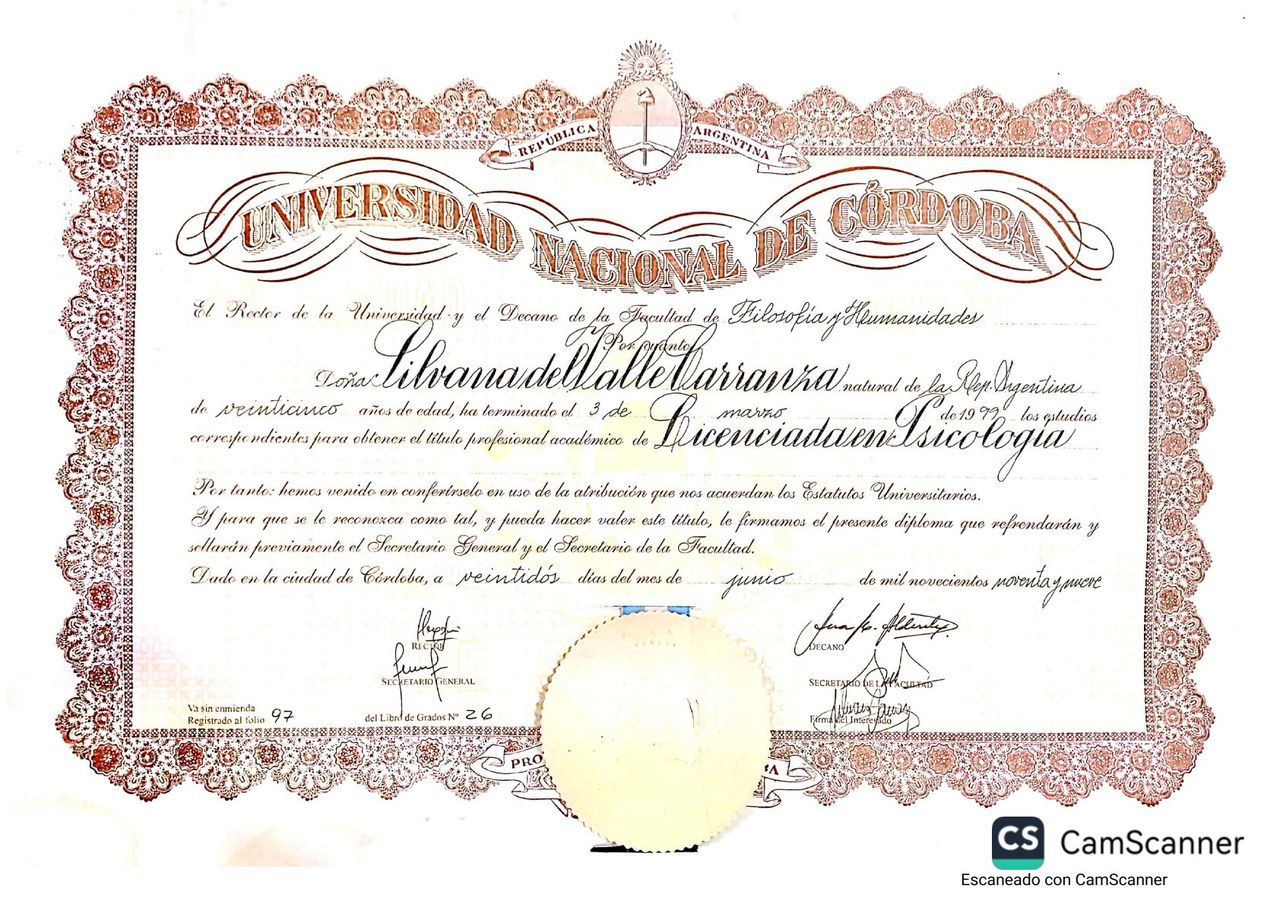 REPÚBLICA ARGENTINA
UNIVERSIDAD NACIONAL DE CÓRDOBA
El Rector de la Universidad y el Decano de la Facultad de Filosofía y Humanidades
Por cuanto
Doña: Silvana del Valle Carranza natural de la Rep. Argentina
de veinticinco años de edad, ha terminado el 3 de marzo de 1999 los estudios
correspondientes para obtener el título profesional académico de Licenciada en Psicología
Por tanto: hemos venido en conferírselo en uso de la atribución que nos acuerdan los Estatutos Universitarios.
Y para que se le reconozca como tal, y pueda hacer valer este título, le firmamos el presente diploma que refrendarán y
sellarán previamente el Secretario General y el Secretario de la Facultad.
Dado en la ciudad de Córdoba, a veintidós días del mes de junio de mil novecientos noventa y nueve
RECTOR
DECANO
SECRETARIO GENERAL
SECRETARIO DE LA FACULTAD
Va sin enmienda
Registrado al folio 97 del Libro de Grados Nº 26
Firma del Interesado
PRO
BA
CS CamScanner
Escaneado con CamScanner